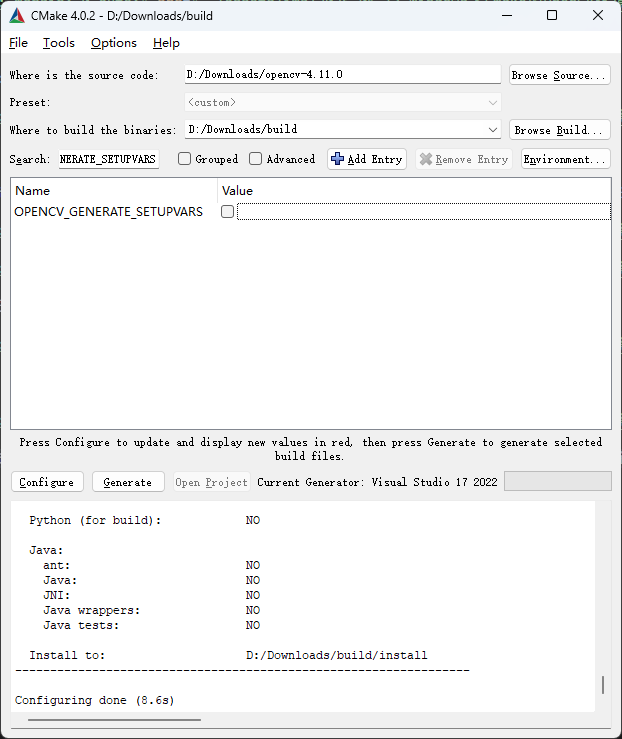 CMake 4.0.2 - D:/Downloads/build
File Tools Options Help
Where is the source code: D:/Downloads/opencv-4.11.0 Browse Source...
Preset: <custom>
Where to build the binaries: D:/Downloads/build Browse Build...
Search: NERATE_SETUPVARS Grouped Advanced Add Entry Remove Entry Environment...
Name Value
OPENCV_GENERATE_SETUPVARS
Press Configure to update and display new values in red, then press Generate to generate selected
build files.
Configure Generate Open Project Current Generator: Visual Studio 17 2022
Python (for build): NO
Java:
ant: NO
Java: NO
JNI: NO
Java wrappers: NO
Java tests: NO
Install to: D:/Downloads/build/install
-----------------------------------------------------------------
Configuring done (8.6s)